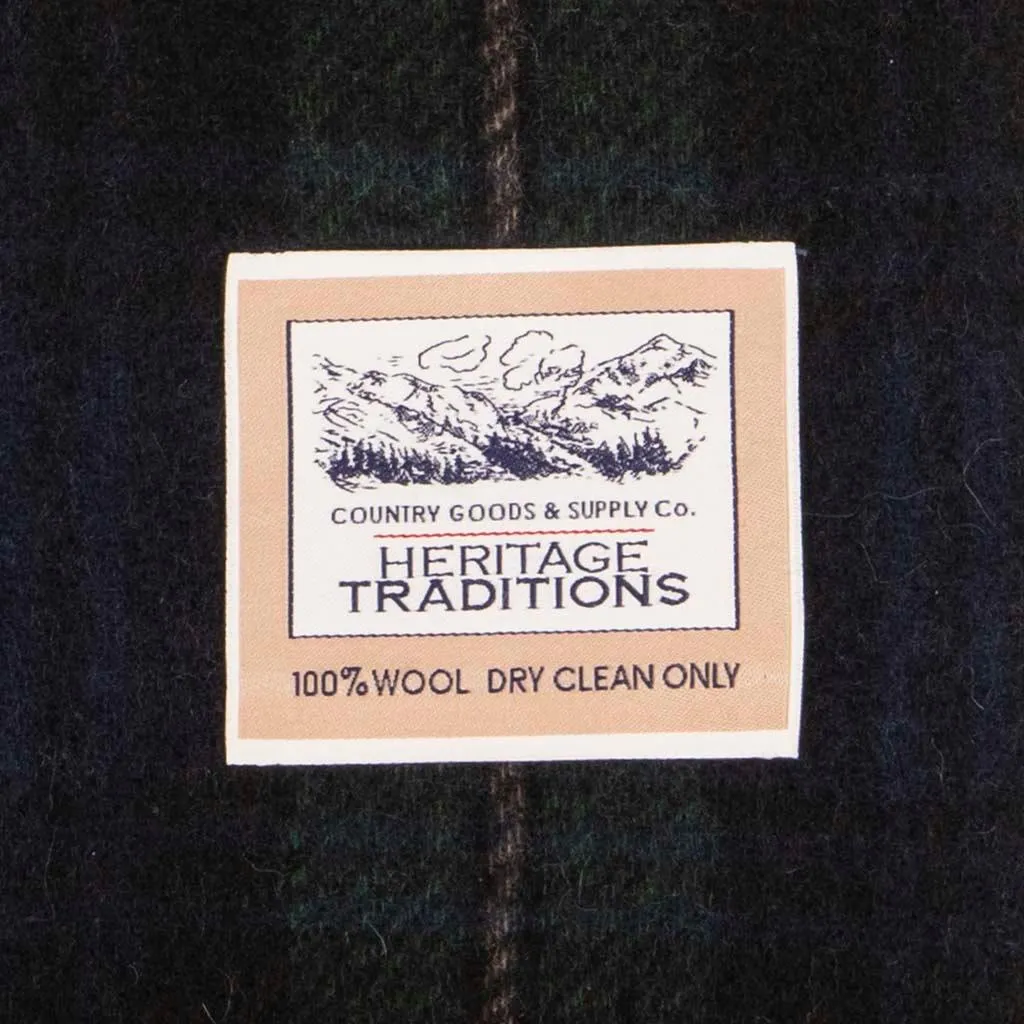 COUNTRY GOODS & SUPPLY Co.
HERITAGE
TRADITIONS
100% WOOL DRY CLEAN ONLY